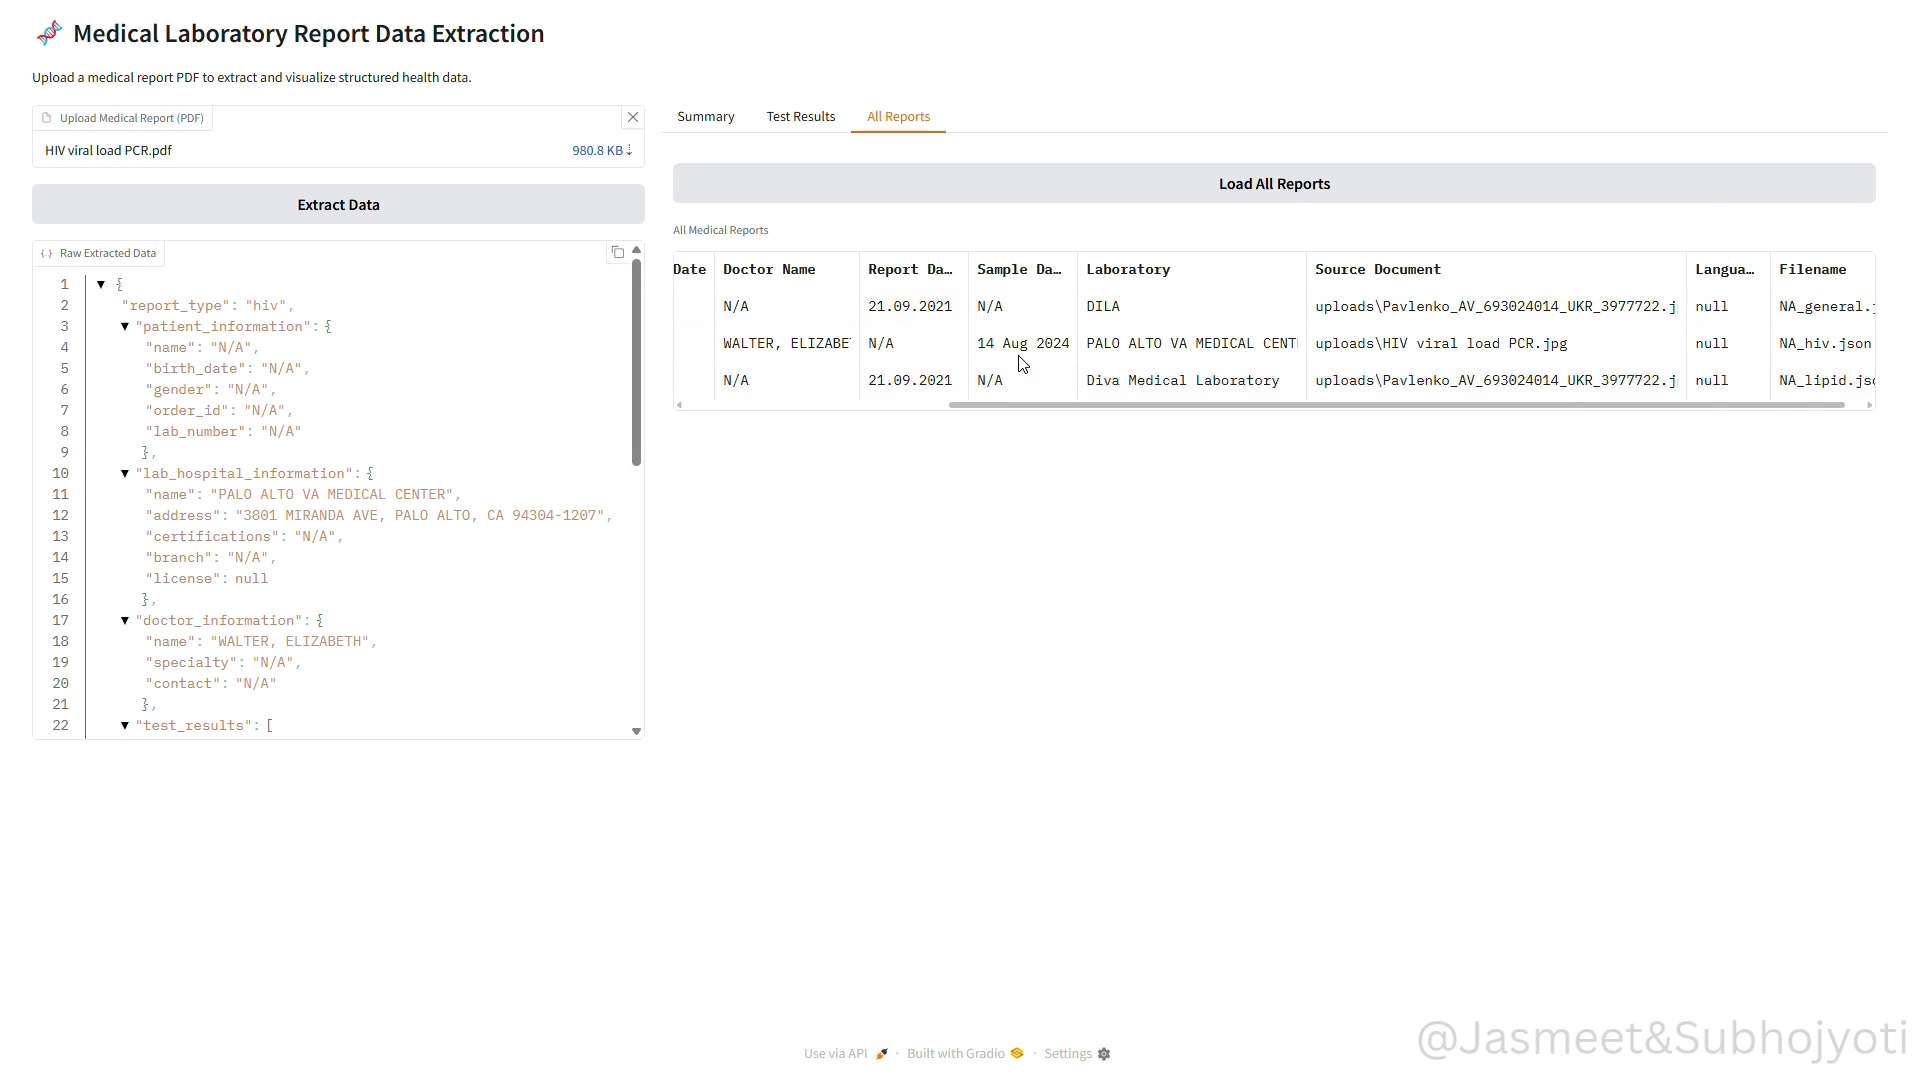 Medical Laboratory Report Data Extraction
Upload a medical report PDF to extract and visualize structured health data.
Upload Medical Report (PDF)
HIV viral load PCR.pdf 980.8 KB
Extract Data
Raw Extracted Data
1 {
2 "report_type": "hiv",
3 "patient_information": {
4 "name": "N/A",
5 "birth_date": "N/A",
6 "gender": "N/A",
7 "order_id": "N/A",
8 "lab_number": "N/A"
9 },
10 "lab_hospital_information": {
11 "name": "PALO ALTO VA MEDICAL CENTER",
12 "address": "3801 MIRANDA AVE, PALO ALTO, CA 94304-1207",
13 "certifications": "N/A",
14 "branch": "N/A",
15 "license": null
16 },
17 "doctor_information": {
18 "name": "WALTER, ELIZABETH",
19 "specialty": "N/A",
20 "contact": "N/A"
21 },
22 "test_results": [
Summary Test Results All Reports
Load All Reports
All Medical Reports
Date Doctor Name Report Da... Sample Da... Laboratory Source Document Langua... Filename
N/A 21.09.2021 N/A DILA uploads\Pavlenko_AV_693024014_UKR_3977722.j null NA_general.j
WALTER, ELIZABE N/A 14 Aug 2024 PALO ALTO VA MEDICAL CENT uploads\HIV viral load PCR.jpg null NA_hiv.json
N/A 21.09.2021 N/A Diva Medical Laboratory uploads\Pavlenko_AV_693024014_UKR_3977722.j null NA_lipid.jso
Use via API · Built with Gradio · Settings
@Jasmeet&Subhojyoti